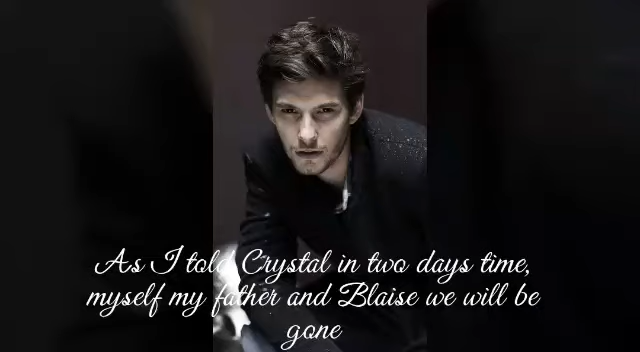 As I told Crystal in two days time,
myself my father and Blaise we will be
gone